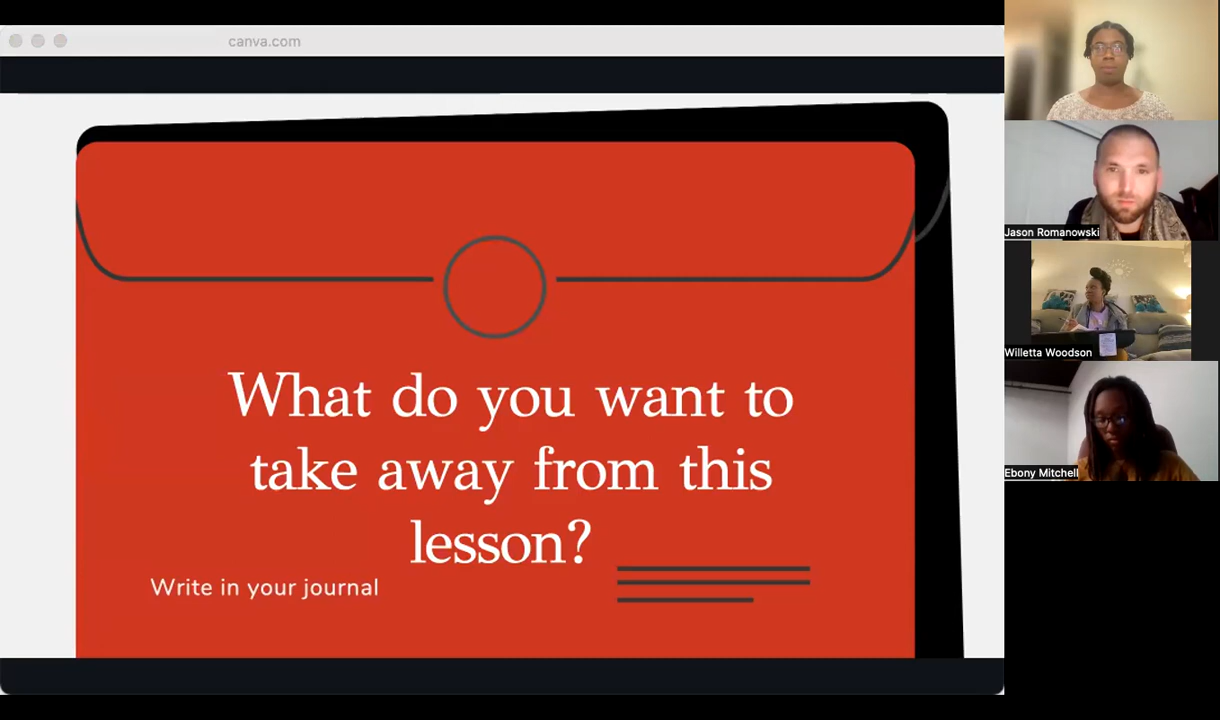 canva.com
What do you want to
take away from this
lesson?
Write in your journal
Jason Romanowski
Willetta Woodson
Ebony Mitchell